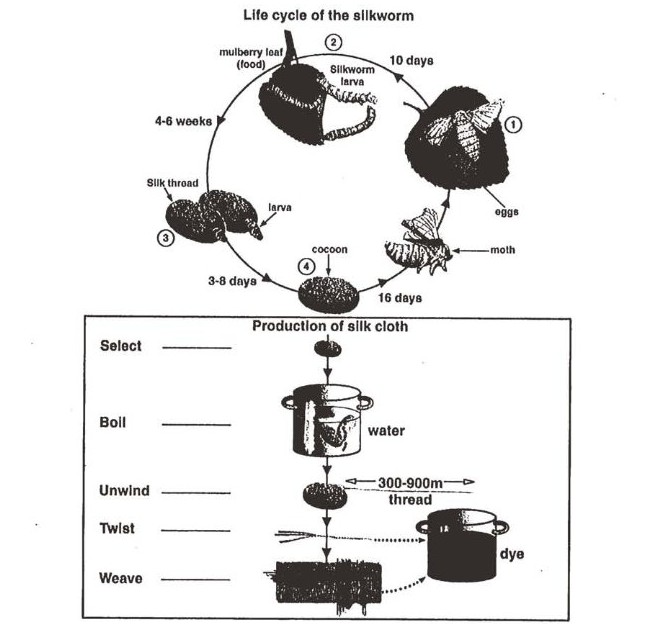 Life cycle of the silkworm
2
mulberry leaf
(food)
Silkworm
larva
10 days
1
4-6 weeks
eggs
Silk thread
larva
3
moth
cocoon
4
3-8 days
16 days
Production of silk cloth
Select
Boil
water
Unwind
300-900m
thread
Twist
dye
Weave